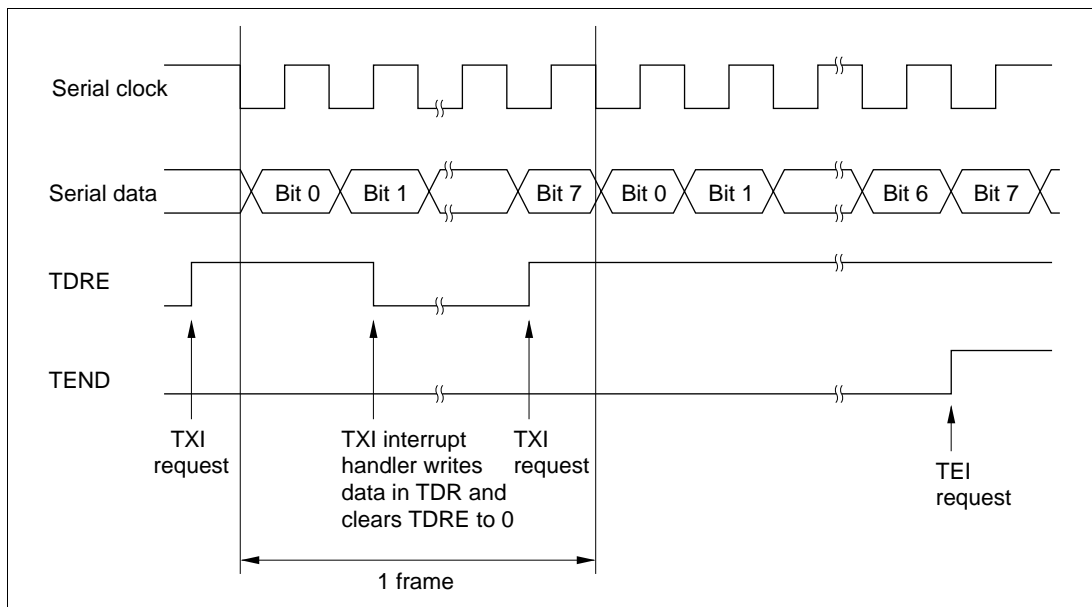 Serial clock
Serial data
Bit 0
Bit 1
Bit 7
Bit 0
Bit 1
Bit 6
Bit 7
TDRE
TEND
TXI
request
TXI interrupt
handler writes
data in TDR and
clears TDRE to 0
TXI
request
TEI
request
1 frame